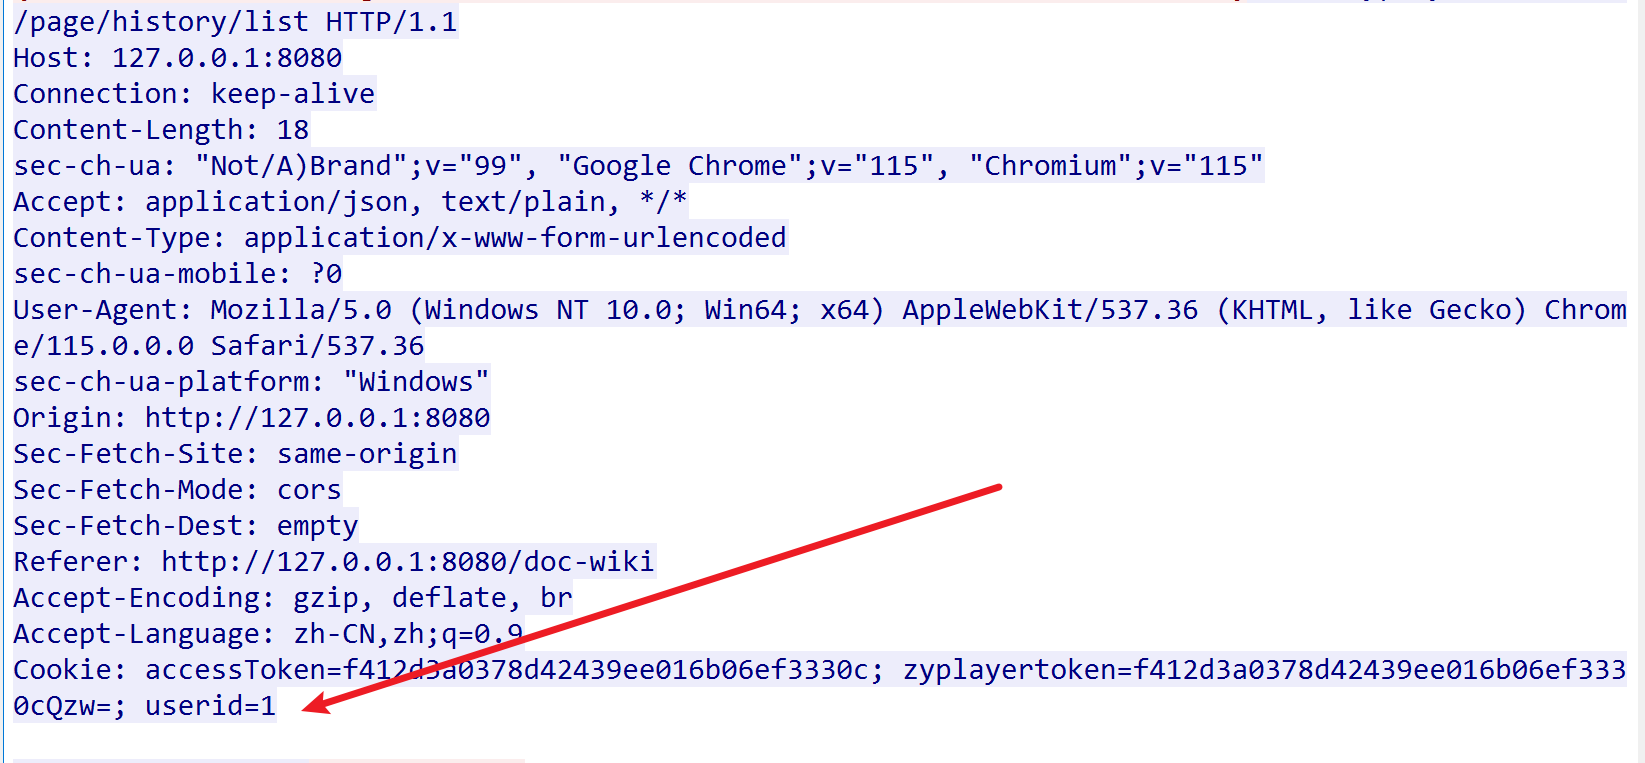 /page/history/list HTTP/1.1
Host: 127.0.0.1:8080
Connection: keep-alive
Content-Length: 18
sec-ch-ua: "Not/A)Brand";v="99", "Google Chrome";v="115", "Chromium";v="115"
Accept: application/json, text/plain, */*
Content-Type: application/x-www-form-urlencoded
sec-ch-ua-mobile: ?0
User-Agent: Mozilla/5.0 (Windows NT 10.0; Win64; x64) AppleWebKit/537.36 (KHTML, like Gecko) Chrom
e/115.0.0.0 Safari/537.36
sec-ch-ua-platform: "Windows"
Origin: http://127.0.0.1:8080
Sec-Fetch-Site: same-origin
Sec-Fetch-Mode: cors
Sec-Fetch-Dest: empty
Referer: http://127.0.0.1:8080/doc-wiki
Accept-Encoding: gzip, deflate, br
Accept-Language: zh-CN,zh;q=0.9
Cookie: accessToken=f412d3a0378d42439ee016b06ef3330c; zyplayertoken=f412d3a0378d42439ee016b06ef333
0cQzw=; userid=1